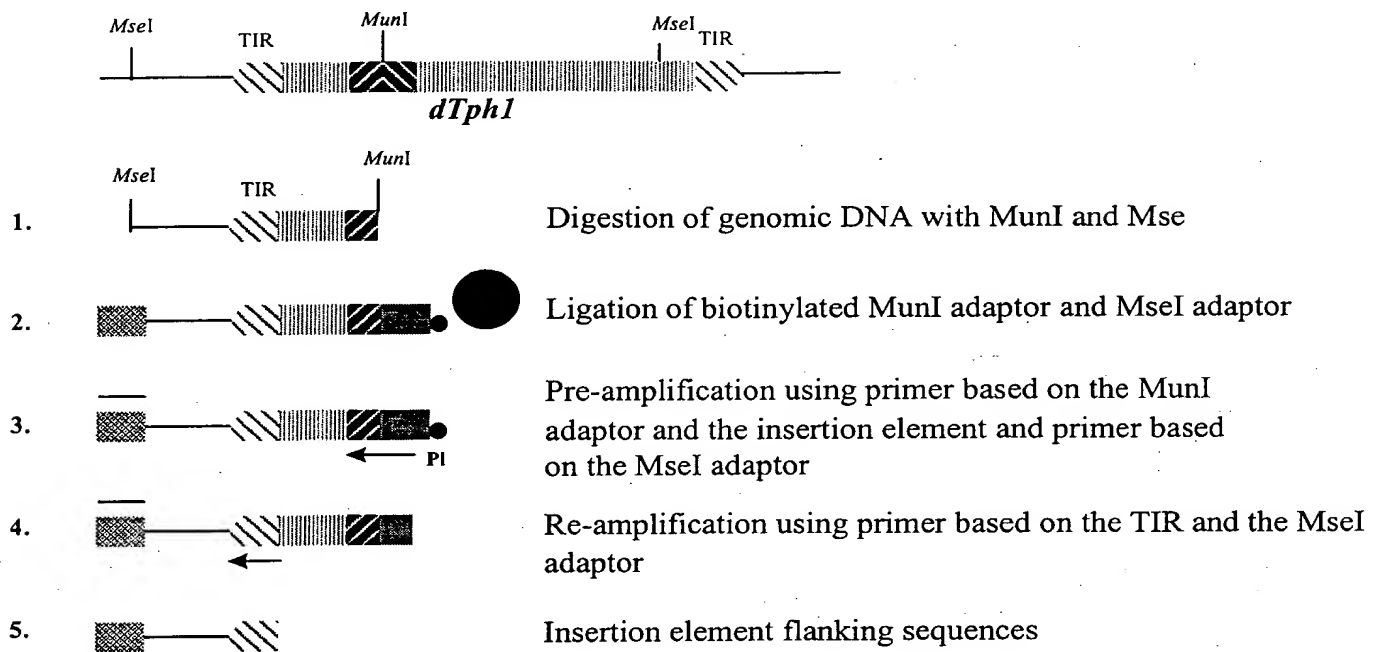 MseI
TIR
MunI
MseI
TIR
dTph1
MseI
TIR
MunI
1.
Digestion of genomic DNA with MunI and Mse
2.
Ligation of biotinylated MunI adaptor and MseI adaptor
3.
Pre-amplification using primer based on the MunI
adaptor and the insertion element and primer based
on the MseI adaptor
PI
4.
Re-amplification using primer based on the TIR and the MseI
adaptor
5.
Insertion element flanking sequences